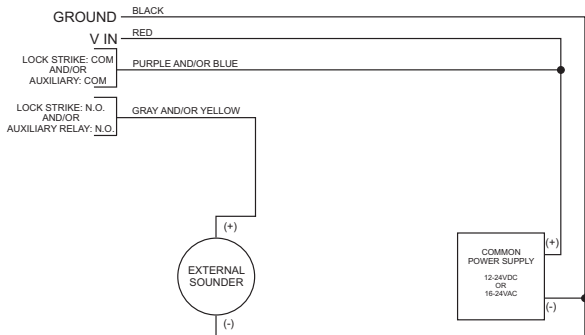 GROUND
BLACK
V IN
RED
LOCK STRIKE: COM
AND/OR
AUXILIARY: COM
PURPLE AND/OR BLUE
LOCK STRIKE: N.O.
AND/OR
AUXILIARY RELAY: N.O.
GRAY AND/OR YELLOW
(+)
EXTERNAL
SOUNDER
(-)
(+)
COMMON
POWER SUPPLY
12-24VDC
OR
16-24VAC
(-)